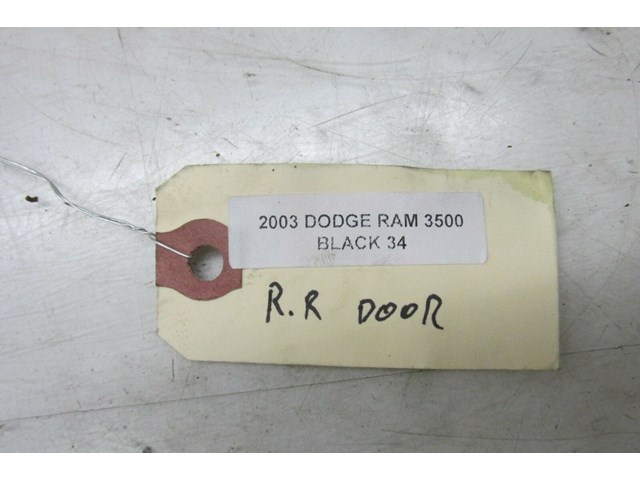 2003 DODGE RAM 3500
BLACK 34
R.R DOOR